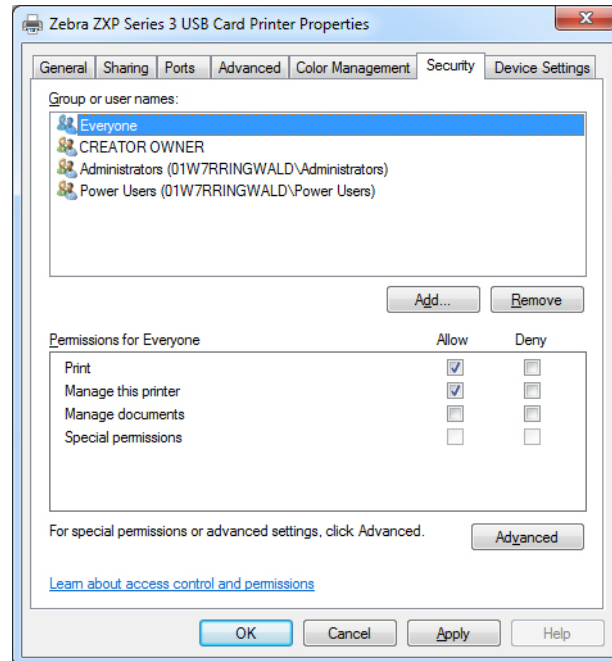 Zebra ZXP Series 3 USB Card Printer Properties
General Sharing Ports Advanced Color Management Security Device Settings
Group or user names:
Everyone
CREATOR OWNER
Administrators (01W7RRINGWALD\Administrators)
Power Users (01W7RRINGWALD\Power Users)
Add... Remove
Permissions for Everyone Allow Deny
Print
Manage this printer
Manage documents
Special permissions
For special permissions or advanced settings, click Advanced. Advanced
Learn about access control and permissions
OK Cancel Apply Help